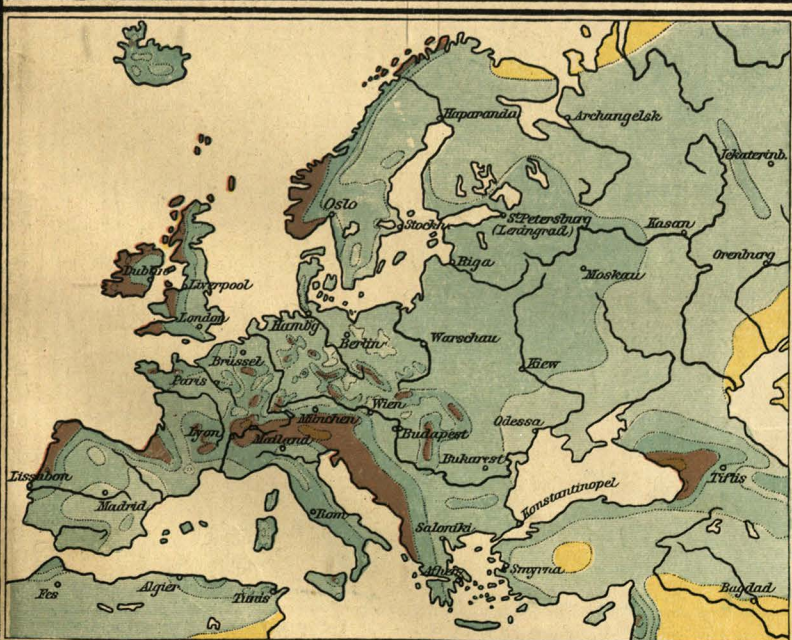 Haparanda
Archangelsk
Jekaterinb.
Oslo
Stockh.
St Petersburg
(Leningrad)
Kasan
Orenburg
Dublin
Liverpool
Riga
Moskau
London
Hambg
Berlin
Warschau
Brüssel
Paris
Kiew
Wien
Lyon
München
Mailand
Budapest
Odessa
Bukarest
Lissabon
Madrid
Rom
Konstantinopel
Tiflis
Saloniki
Athen
Smyrna
Fes
Algier
Tunis
Bagdad